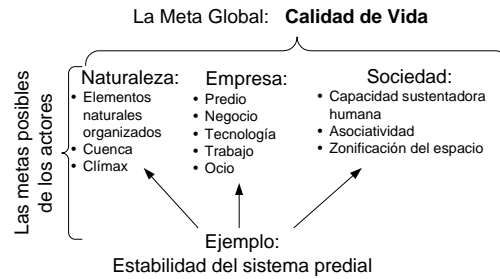 La Meta Global: Calidad de Vida
Las metas posibles
de los actores
Naturaleza:
• Elementos
naturales
organizados
• Cuenca
• Clímax
Empresa:
• Predio
• Negocio
• Tecnología
• Trabajo
• Ocio
Sociedad:
• Capacidad sustentadora
humana
• Asociatividad
• Zonificación del espacio
Ejemplo:
Estabilidad del sistema predial